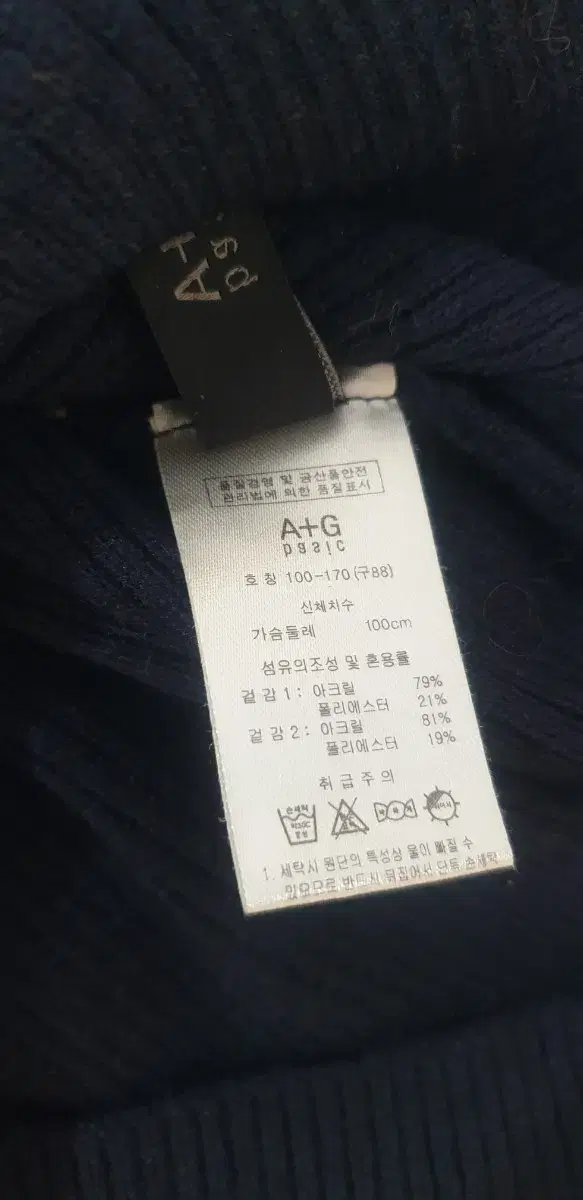 A+
pg
품질경영 및 공산품안전
관리법에 의한 품질표시
A+G
pasic
호 칭 100-170 (구88)
신체치수
가슴둘레 100cm
섬유의조성 및 혼용률
겉 감 1 : 아크릴 79%
폴리에스터 21%
겉 감 2 : 아크릴 81%
폴리에스터 19%
취 급 주 의
손세탁
1. 세탁시 원단의 특성상 물이 빠질 수
있으므로 반드시 뒤집어서 단독 손세탁